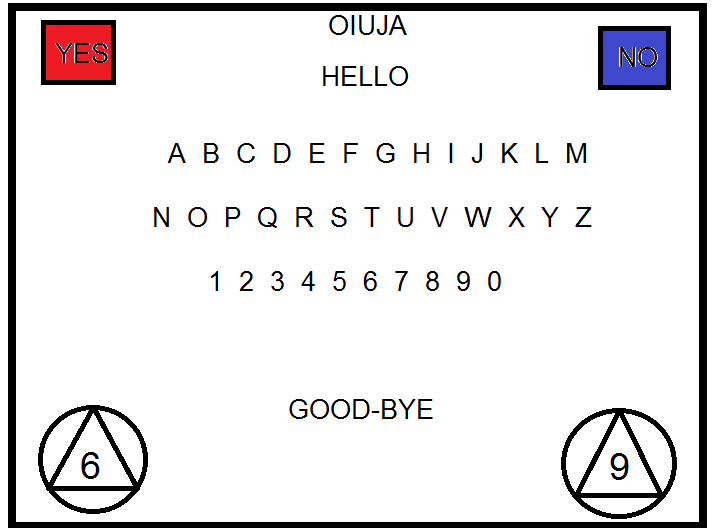 OIUJA
YES
NO
HELLO
A B C D E F G H I J K L M
N O P Q R S T U V W X Y Z
1 2 3 4 5 6 7 8 9 0
GOOD-BYE
6
9